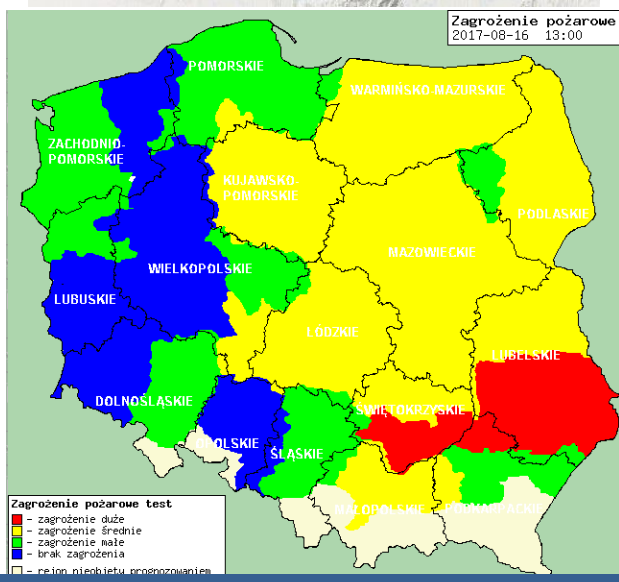 Zagrożenie pożarowe
2017-08-16 13:00
POMORSKIE
WARMIŃSKO-MAZURSKIE
ZACHODNIO-
POMORSKIE
KUJAWSKO-
POMORSKIE
PODLASKIE
MAZOWIECKIE
WIELKOPOLSKIE
LUBUSKIE
ŁÓDZKIE
LUBELSKIE
DOLNOŚLĄSKIE
ŚWIĘTOKRZYSKIE
OPOLSKIE
ŚLĄSKIE
MAŁOPOLSKIE
PODKARPACKIE
Zagrożenie pożarowe test
– zagrożenie duże
– zagrożenie średnie
– zagrożenie małe
– brak zagrożenia
– rejon nieobjęty prognozowaniem